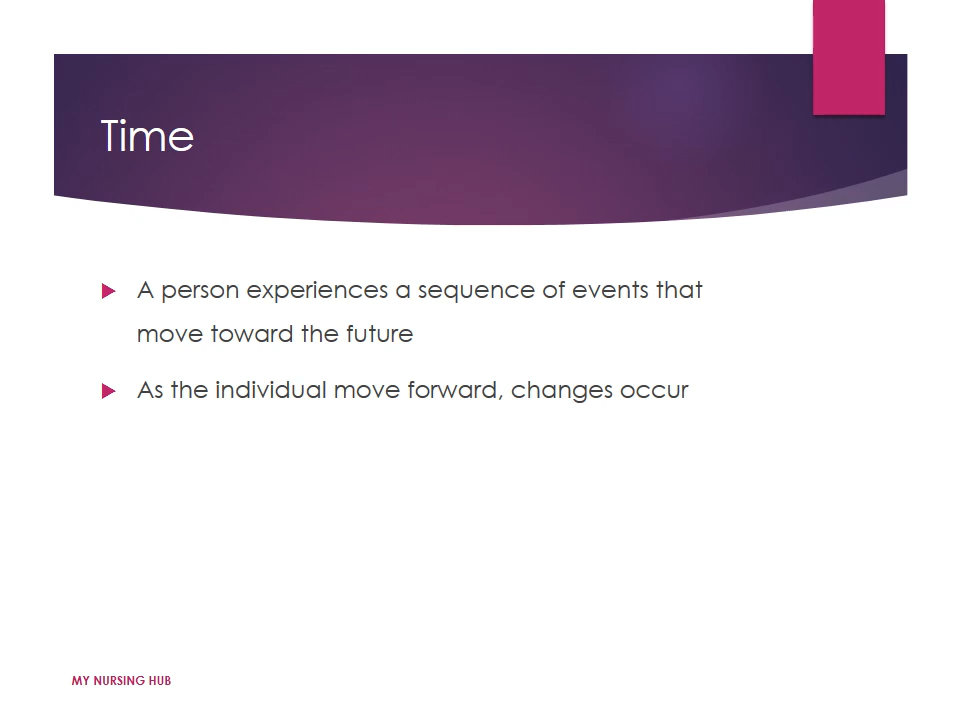 Time
A person experiences a sequence of events that
move toward the future
As the individual move forward, changes occur
MY NURSING HUB